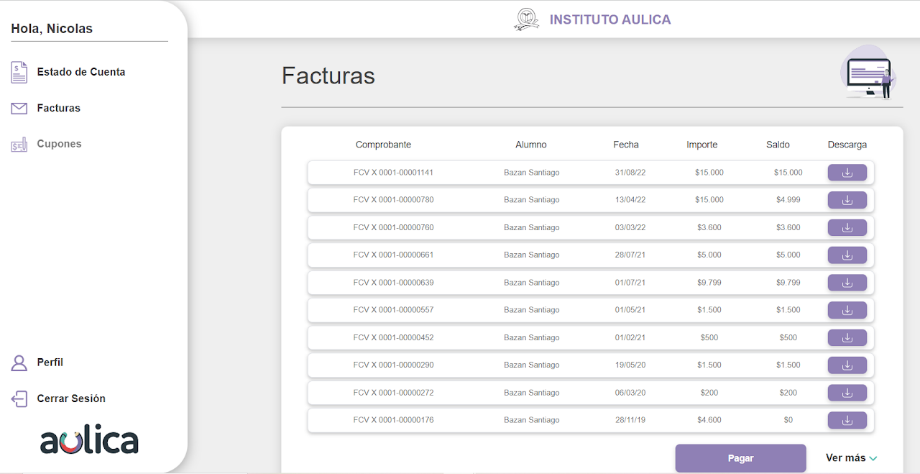 Hola, Nicolas
Estado de Cuenta
Facturas
Cupones
Perfil
Cerrar Sesión
aulica
INSTITUTO AULICA
Facturas
Comprobante Alumno Fecha Importe Saldo Descarga
FCV X 0001-00001141 Bazan Santiago 31/08/22 $15.000 $15.000
FCV X 0001-00000780 Bazan Santiago 13/04/22 $15.000 $4.999
FCV X 0001-00000760 Bazan Santiago 03/03/22 $3.600 $3.600
FCV X 0001-00000661 Bazan Santiago 28/07/21 $5.000 $5.000
FCV X 0001-00000639 Bazan Santiago 01/07/21 $9.799 $9.799
FCV X 0001-00000557 Bazan Santiago 01/05/21 $1.500 $1.500
FCV X 0001-00000452 Bazan Santiago 01/02/21 $500 $500
FCV X 0001-00000290 Bazan Santiago 19/05/20 $1.500 $1.500
FCV X 0001-00000272 Bazan Santiago 06/03/20 $200 $200
FCV X 0001-00000176 Bazan Santiago 28/11/19 $4.600 $0
Pagar Ver más